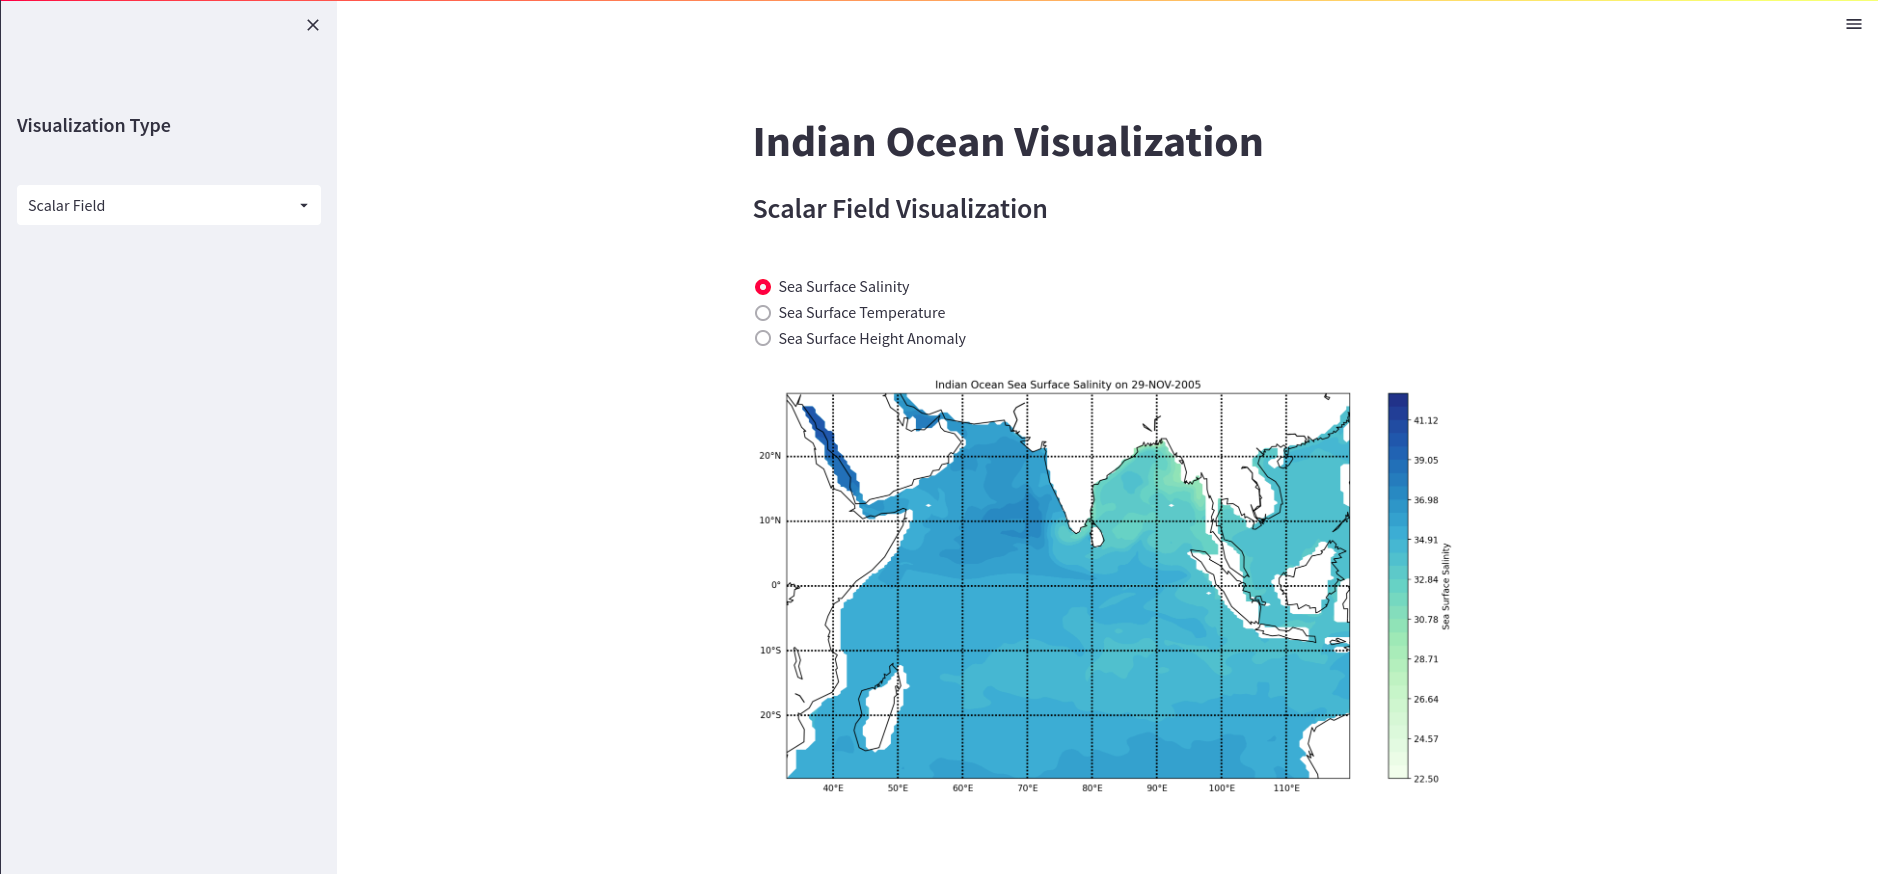 Visualization Type
Scalar Field
Indian Ocean Visualization
Scalar Field Visualization
Sea Surface Salinity
Sea Surface Temperature
Sea Surface Height Anomaly
Indian Ocean Sea Surface Salinity on 29-NOV-2005
20°N
10°N
0°
10°S
20°S
40°E 50°E 60°E 70°E 80°E 90°E 100°E 110°E
41.12
39.05
36.98
34.91
32.84
30.78
28.71
26.64
24.57
22.50
Sea Surface Salinity